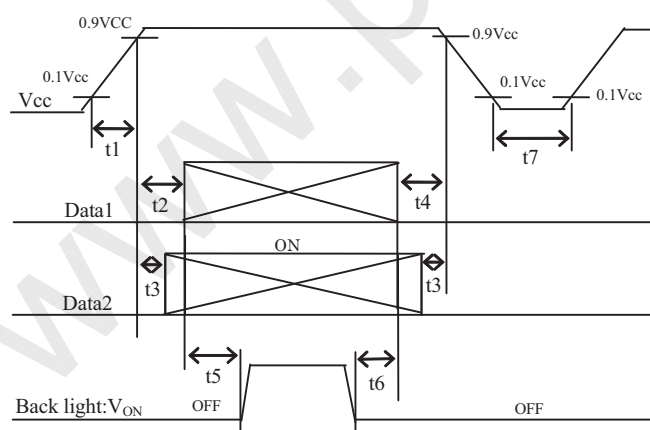 0.9VCC
0.9Vcc
0.1Vcc
0.1Vcc
0.1Vcc
Vcc
t1
t7
t2
t4
Data1
ON
t3
t3
Data2
t5
t6
Back light:VON
OFF
OFF
www.p